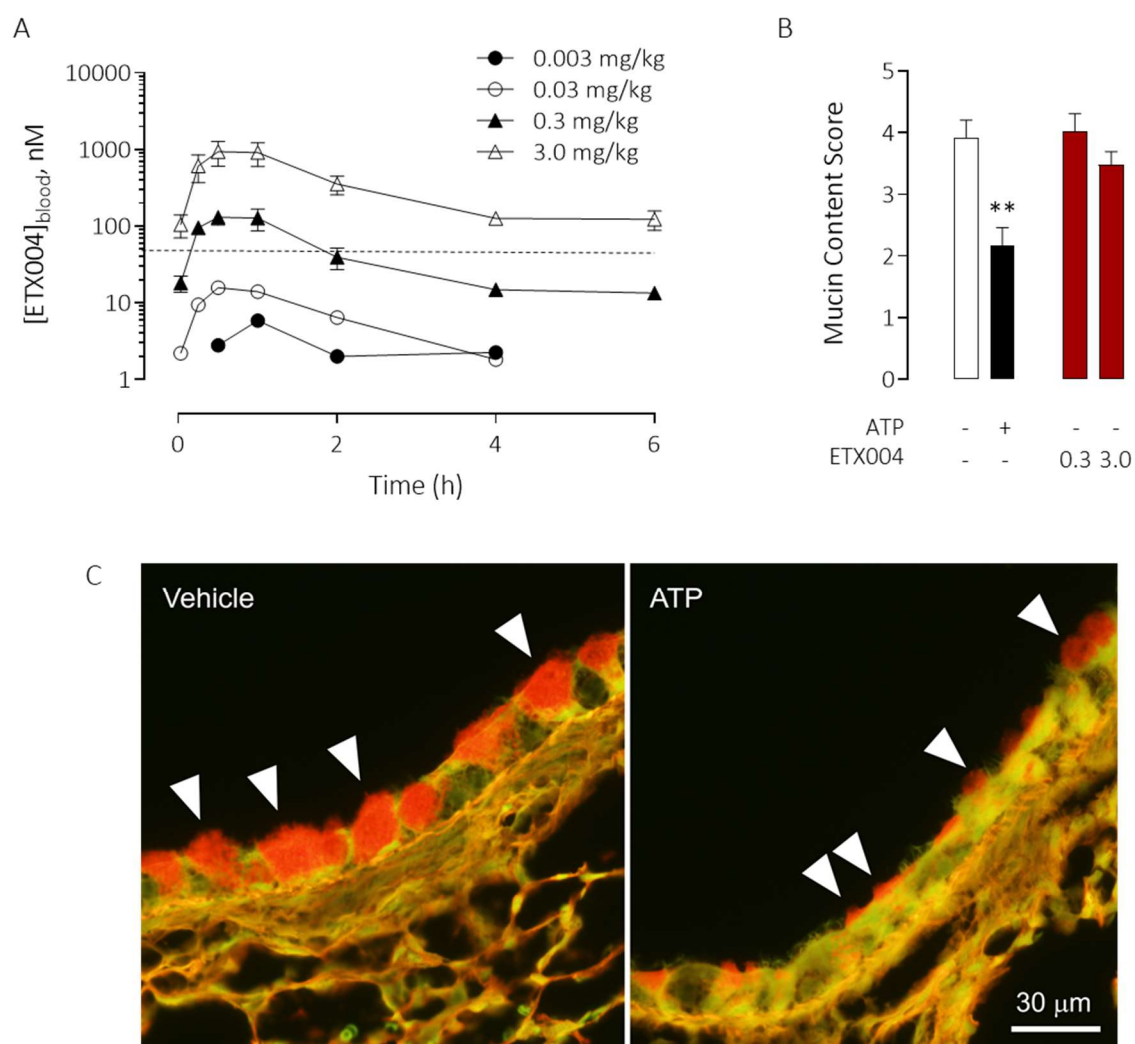 A
0.003 mg/kg
0.03 mg/kg
0.3 mg/kg
3.0 mg/kg
[ETX004]blood, nM
10000
1000
100
10
1
0 2 4 6
Time (h)
B
Mucin Content Score
5
4
3
2
1
0
**
ATP - + - -
ETX004 - - 0.3 3.0
C
Vehicle
ATP
30 μm